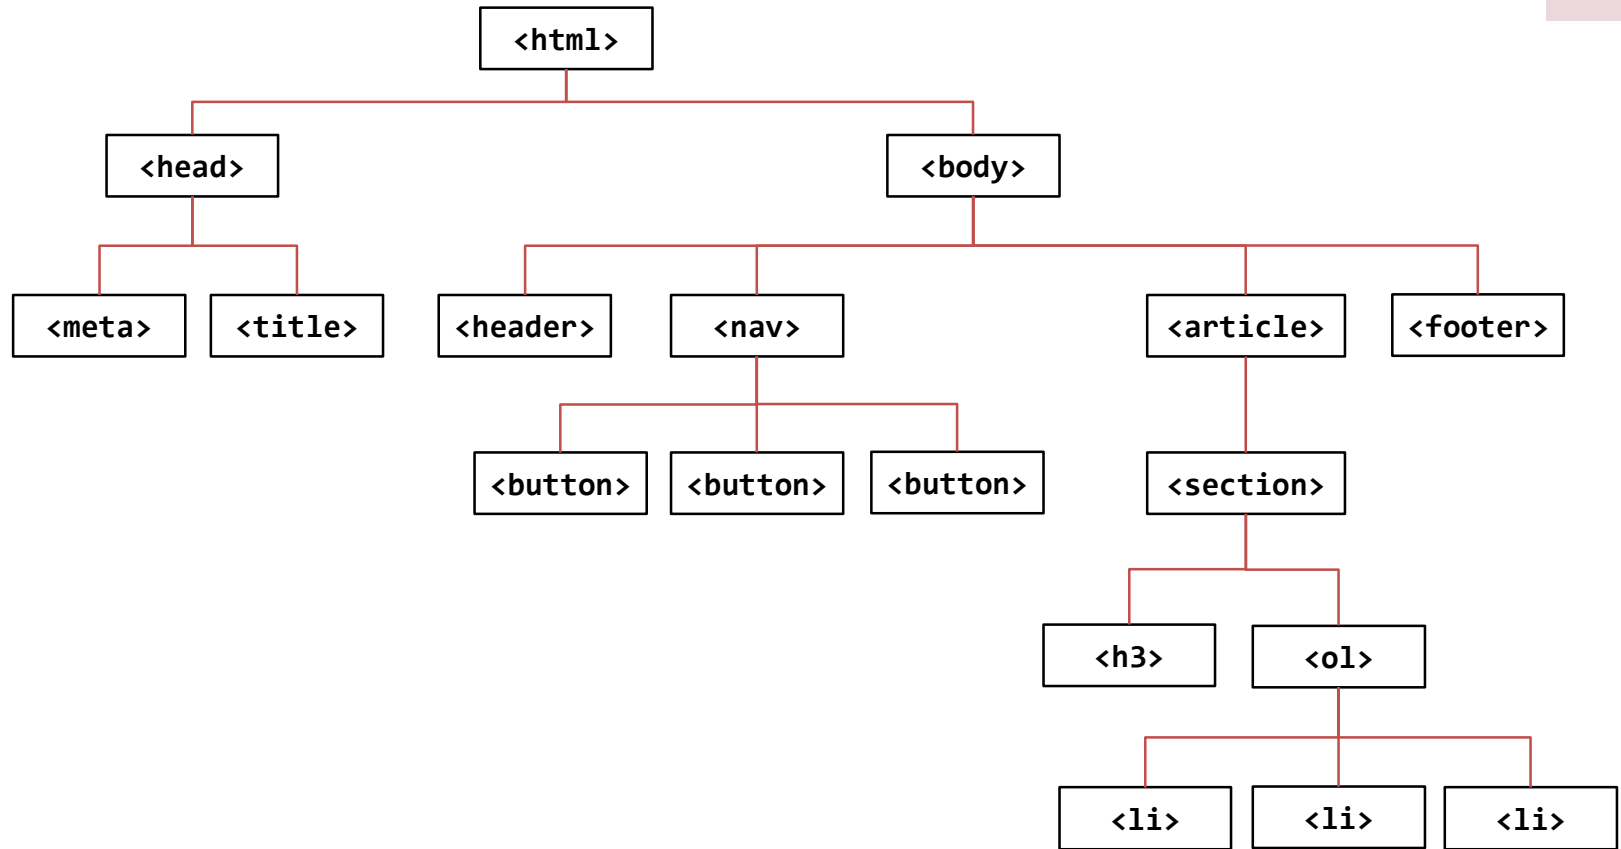 <html>
<head> <body>
<meta> <title> <header> <nav> <article> <footer>
<button> <button> <button> <section>
<h3> <ol>
<li> <li> <li>